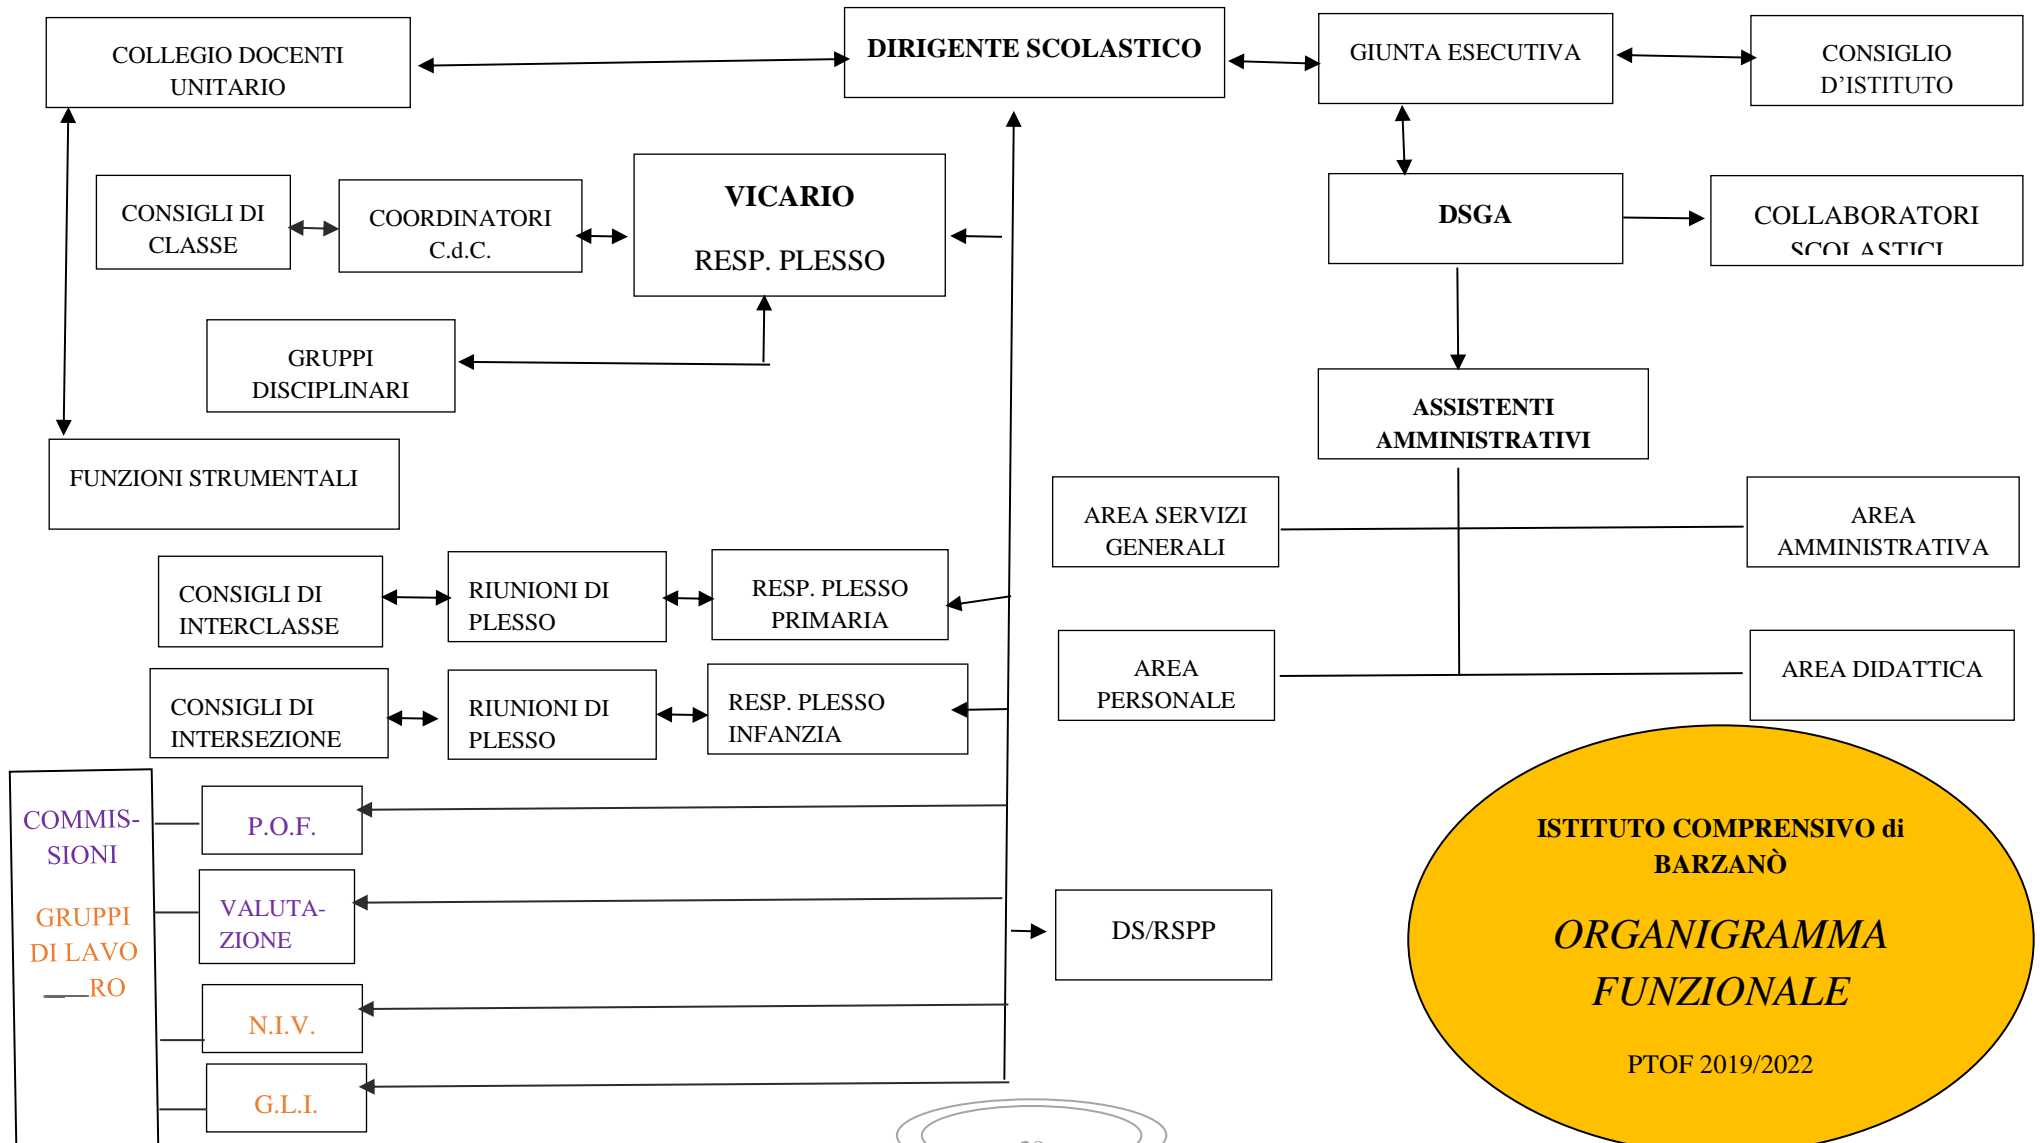 COLLEGIO DOCENTI
UNITARIO
DIRIGENTE SCOLASTICO
GIUNTA ESECUTIVA
CONSIGLIO
D’ISTITUTO
CONSIGLI DI
CLASSE
COORDINATORI
C.d.C.
VICARIO
RESP. PLESSO
DSGA
COLLABORATORI
SCOLASTICI
GRUPPI
DISCIPLINARI
ASSISTENTI
AMMINISTRATIVI
FUNZIONI STRUMENTALI
AREA SERVIZI
GENERALI
AREA
AMMINISTRATIVA
CONSIGLI DI
INTERCLASSE
RIUNIONI DI
PLESSO
RESP. PLESSO
PRIMARIA
AREA
PERSONALE
AREA DIDATTICA
CONSIGLI DI
INTERSEZIONE
RIUNIONI DI
PLESSO
RESP. PLESSO
INFANZIA
COMMIS-
SIONI
GRUPPI
DI LAVO
RO
P.O.F.
VALUTA-
ZIONE
N.I.V.
G.L.I.
DS/RSPP
ISTITUTO COMPRENSIVO di
BARZANÒ
ORGANIGRAMMA
FUNZIONALE
PTOF 2019/2022